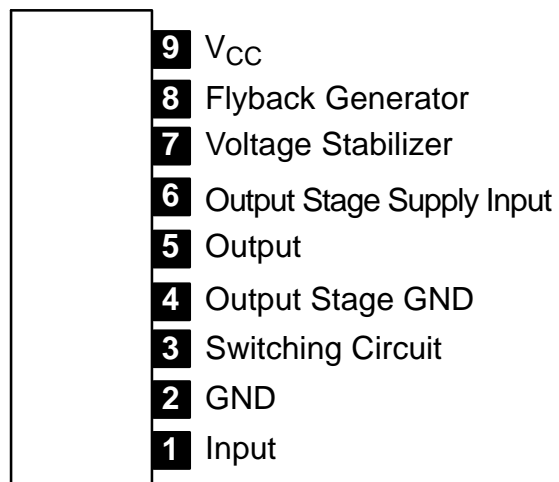 9 VCC
8 Flyback Generator
7 Voltage Stabilizer
6 Output Stage Supply Input
5 Output
4 Output Stage GND
3 Switching Circuit
2 GND
1 Input